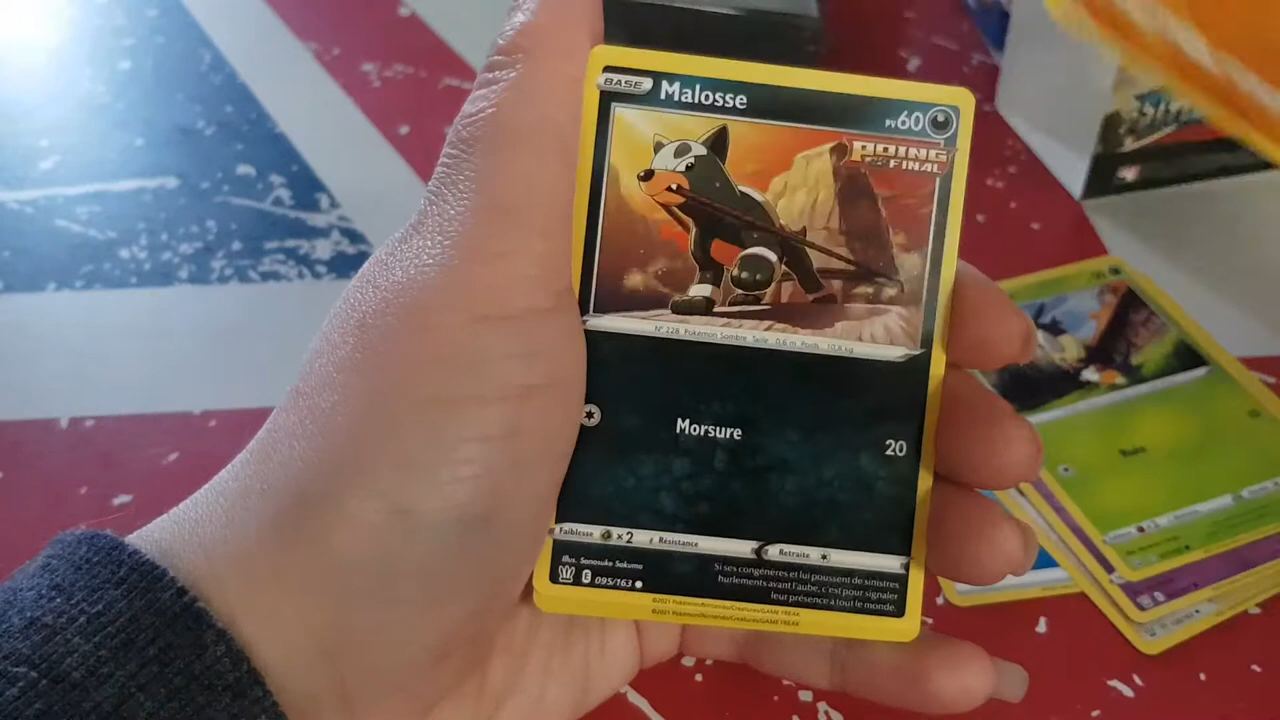 BASE Malosse PV 60
POING
FINAL
N° 228 Pokémon Sombre Taille : 0,6 m Poids : 10,8 kg
Morsure 20
Faiblesse ×2 Résistance Retraite
Illus. Sanosuke Sakuma
Si ses congénères et lui poussent de sinistres
hurlements avant l'aube, c'est pour signaler
leur présence à tout le monde.
E 095/163
©2021 Pokémon/Nintendo/Creatures/GAME FREAK
©2021 Pokémon/Nintendo/Creatures/GAME FREAK